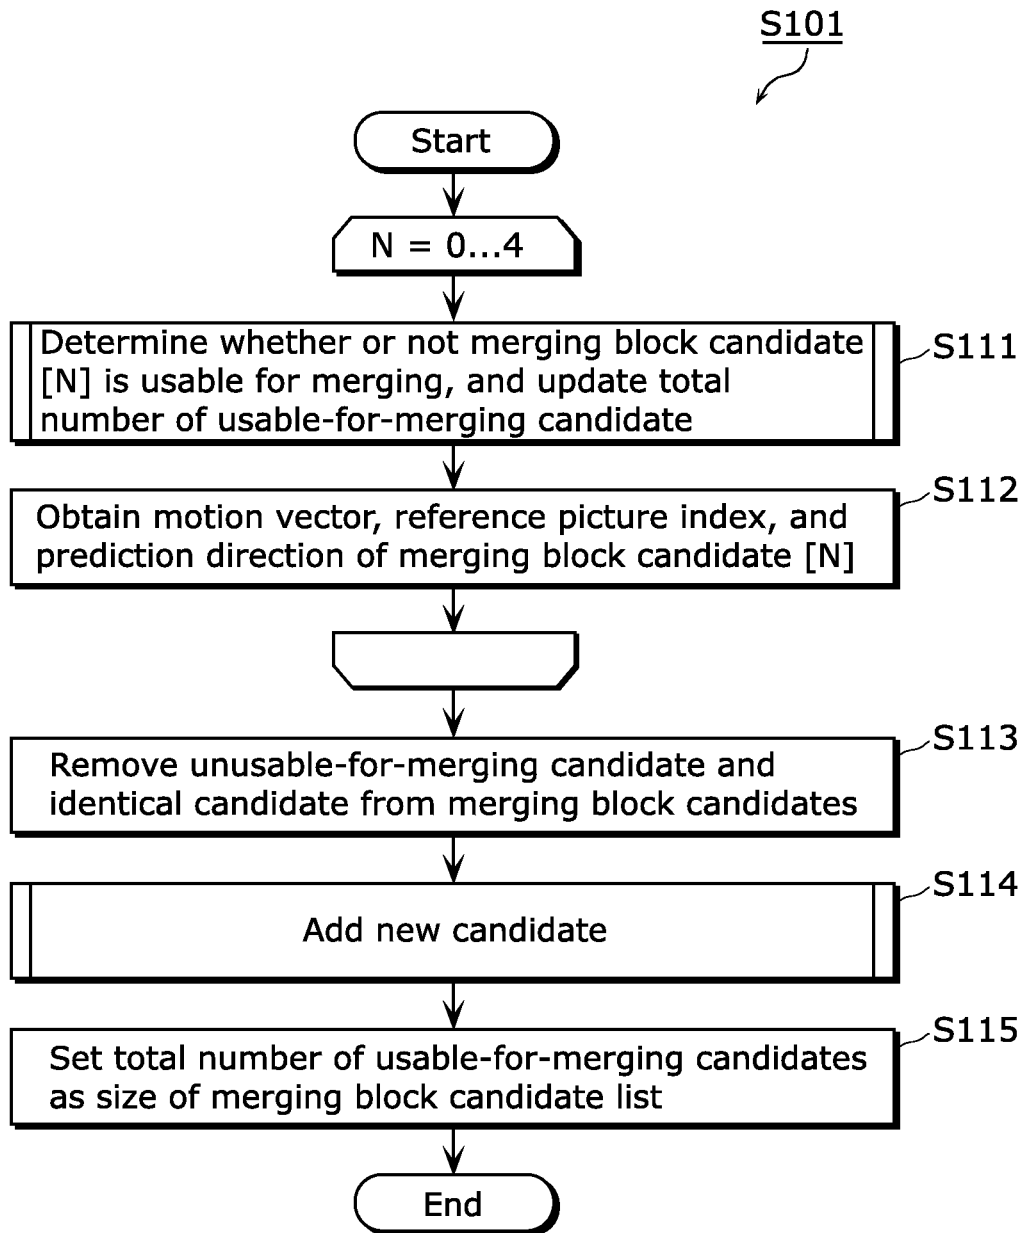 S101
Start
N = 0...4
Determine whether or not merging block candidate
[N] is usable for merging, and update total
number of usable-for-merging candidate
S111
Obtain motion vector, reference picture index, and
prediction direction of merging block candidate [N]
S112
Remove unusable-for-merging candidate and
identical candidate from merging block candidates
S113
Add new candidate
S114
Set total number of usable-for-merging candidates
as size of merging block candidate list
S115
End